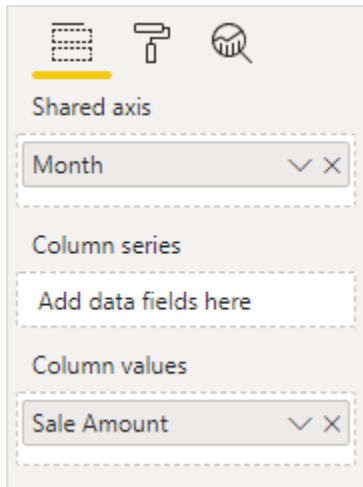 Shared axis
Month
Column series
Add data fields here
Column values
Sale Amount